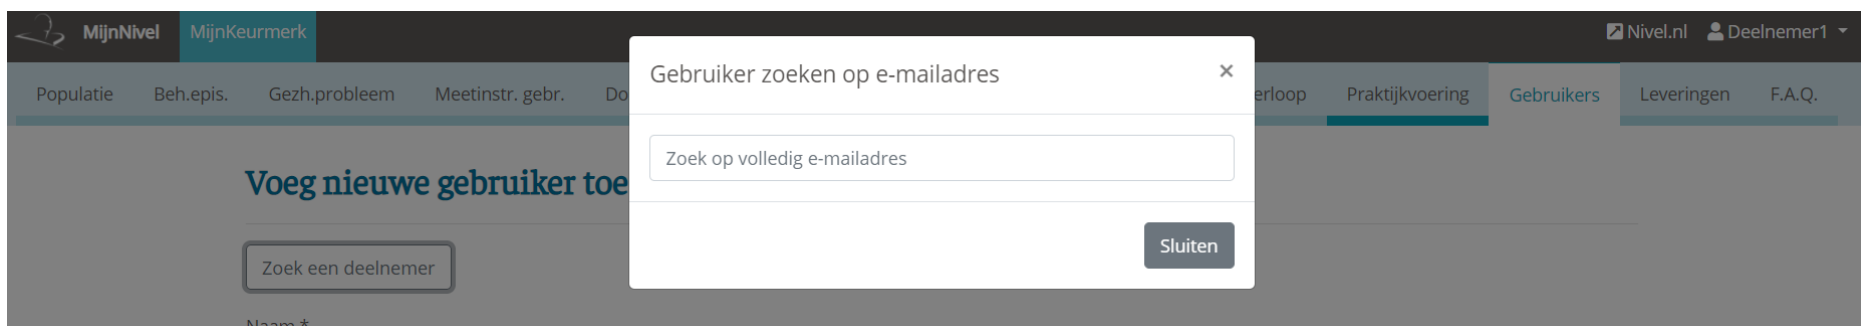 MijnNivel MijnKeurmerk Nivel.nl Deelnemer1
Populatie Beh.epis. Gezh.probleem Meetinstr. gebr. Do erloop Praktijkvoering Gebruikers Leveringen F.A.Q.
Gebruiker zoeken op e-mailadres ×
Zoek op volledig e-mailadres
Sluiten
Voeg nieuwe gebruiker toe
Zoek een deelnemer
Naam *